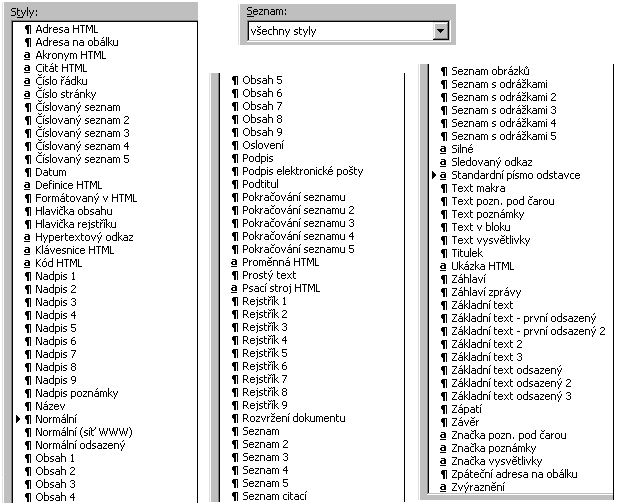 Styly:
Adresa HTML
Adresa na obálku
Akronym HTML
Citát HTML
Číslo řádku
Číslo stránky
Číslovaný seznam
Číslovaný seznam 2
Číslovaný seznam 3
Číslovaný seznam 4
Číslovaný seznam 5
Datum
Definice HTML
Formátovaný v HTML
Hlavička obsahu
Hlavička rejstříku
Hypertextový odkaz
Klávesnice HTML
Kód HTML
Nadpis 1
Nadpis 2
Nadpis 3
Nadpis 4
Nadpis 5
Nadpis 6
Nadpis 7
Nadpis 8
Nadpis 9
Nadpis poznámky
Název
Normální
Normální (síť WWW)
Normální odsazený
Obsah 1
Obsah 2
Obsah 3
Obsah 4
Seznam:
všechny styly
Obsah 5
Obsah 6
Obsah 7
Obsah 8
Obsah 9
Oslovení
Podpis
Podpis elektronické pošty
Podtitul
Pokračování seznamu
Pokračování seznamu 2
Pokračování seznamu 3
Pokračování seznamu 4
Pokračování seznamu 5
Proměnná HTML
Prostý text
Psací stroj HTML
Rejstřík 1
Rejstřík 2
Rejstřík 3
Rejstřík 4
Rejstřík 5
Rejstřík 6
Rejstřík 7
Rejstřík 8
Rejstřík 9
Rozvržení dokumentu
Seznam
Seznam 2
Seznam 3
Seznam 4
Seznam 5
Seznam citací
Seznam obrázků
Seznam s odrážkami
Seznam s odrážkami 2
Seznam s odrážkami 3
Seznam s odrážkami 4
Seznam s odrážkami 5
Silné
Sledovaný odkaz
Standardní písmo odstavce
Text makra
Text pozn. pod čarou
Text poznámky
Text v bloku
Text vysvětlivky
Titulek
Ukázka HTML
Záhlaví
Záhlaví zprávy
Základní text
Základní text - první odsazený
Základní text - první odsazený 2
Základní text 2
Základní text 3
Základní text odsazený
Základní text odsazený 2
Základní text odsazený 3
Zápatí
Závěr
Značka pozn. pod čarou
Značka poznámky
Značka vysvětlivky
Zpáteční adresa na obálku
Zvýraznění